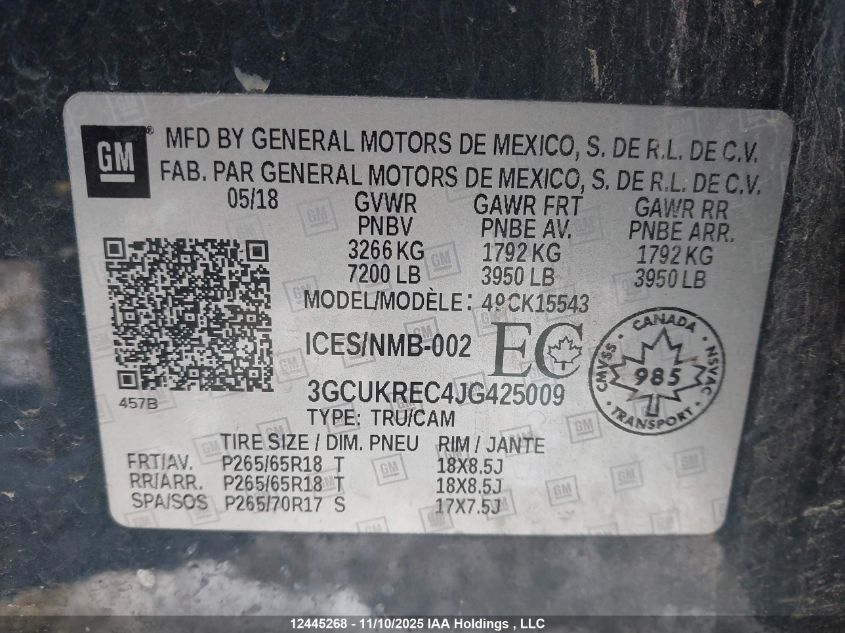 GM
MFD BY GENERAL MOTORS DE MEXICO, S. DE R.L. DE C.V.
FAB. PAR GENERAL MOTORS DE MEXICO, S. DE R.L. DE C.V.
05/18 GVWR GAWR FRT GAWR RR
PNBV PNBE AV. PNBE ARR.
3266 KG 1792 KG 1792 KG
7200 LB 3950 LB 3950 LB
MODEL/MODÈLE: 49CK15543
ICES/NMB-002 EC
457B
3GCUKREC4JG425009
TYPE: TRU/CAM
CANADA
CMVSS 985 NSVAC
TRANSPORT
TIRE SIZE / DIM. PNEU RIM / JANTE
FRT/AV. P265/65R18 T 18X8.5J
RR/ARR. P265/65R18 T 18X8.5J
SPA/SOS P265/70R17 S 17X7.5J
12445268 - 11/10/2025 IAA Holdings , LLC